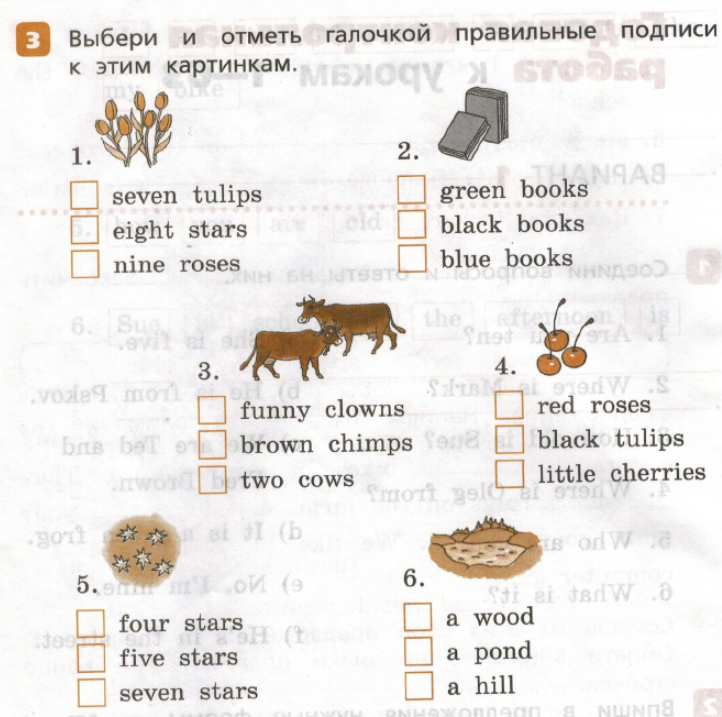 3 Выбери и отметь галочкой правильные подписи
к этим картинкам.
1.
seven tulips
eight stars
nine roses
2.
green books
black books
blue books
3.
funny clowns
brown chimps
two cows
4.
red roses
black tulips
little cherries
5.
four stars
five stars
seven stars
6.
a wood
a pond
a hill